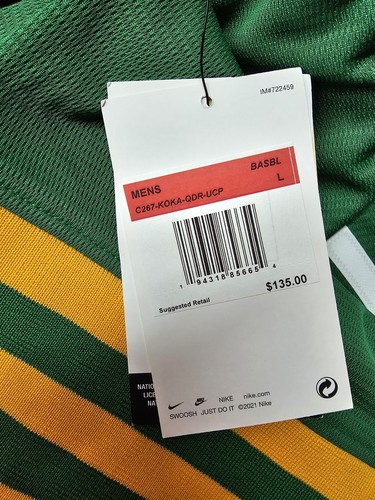 IM#722459
MENS BASBL
C267-KOKA-QDR-UCP L
1 94318 85665 4
Suggested Retail $135.00
NIKE nike.com
SWOOSH JUST DO IT ©2021 Nike